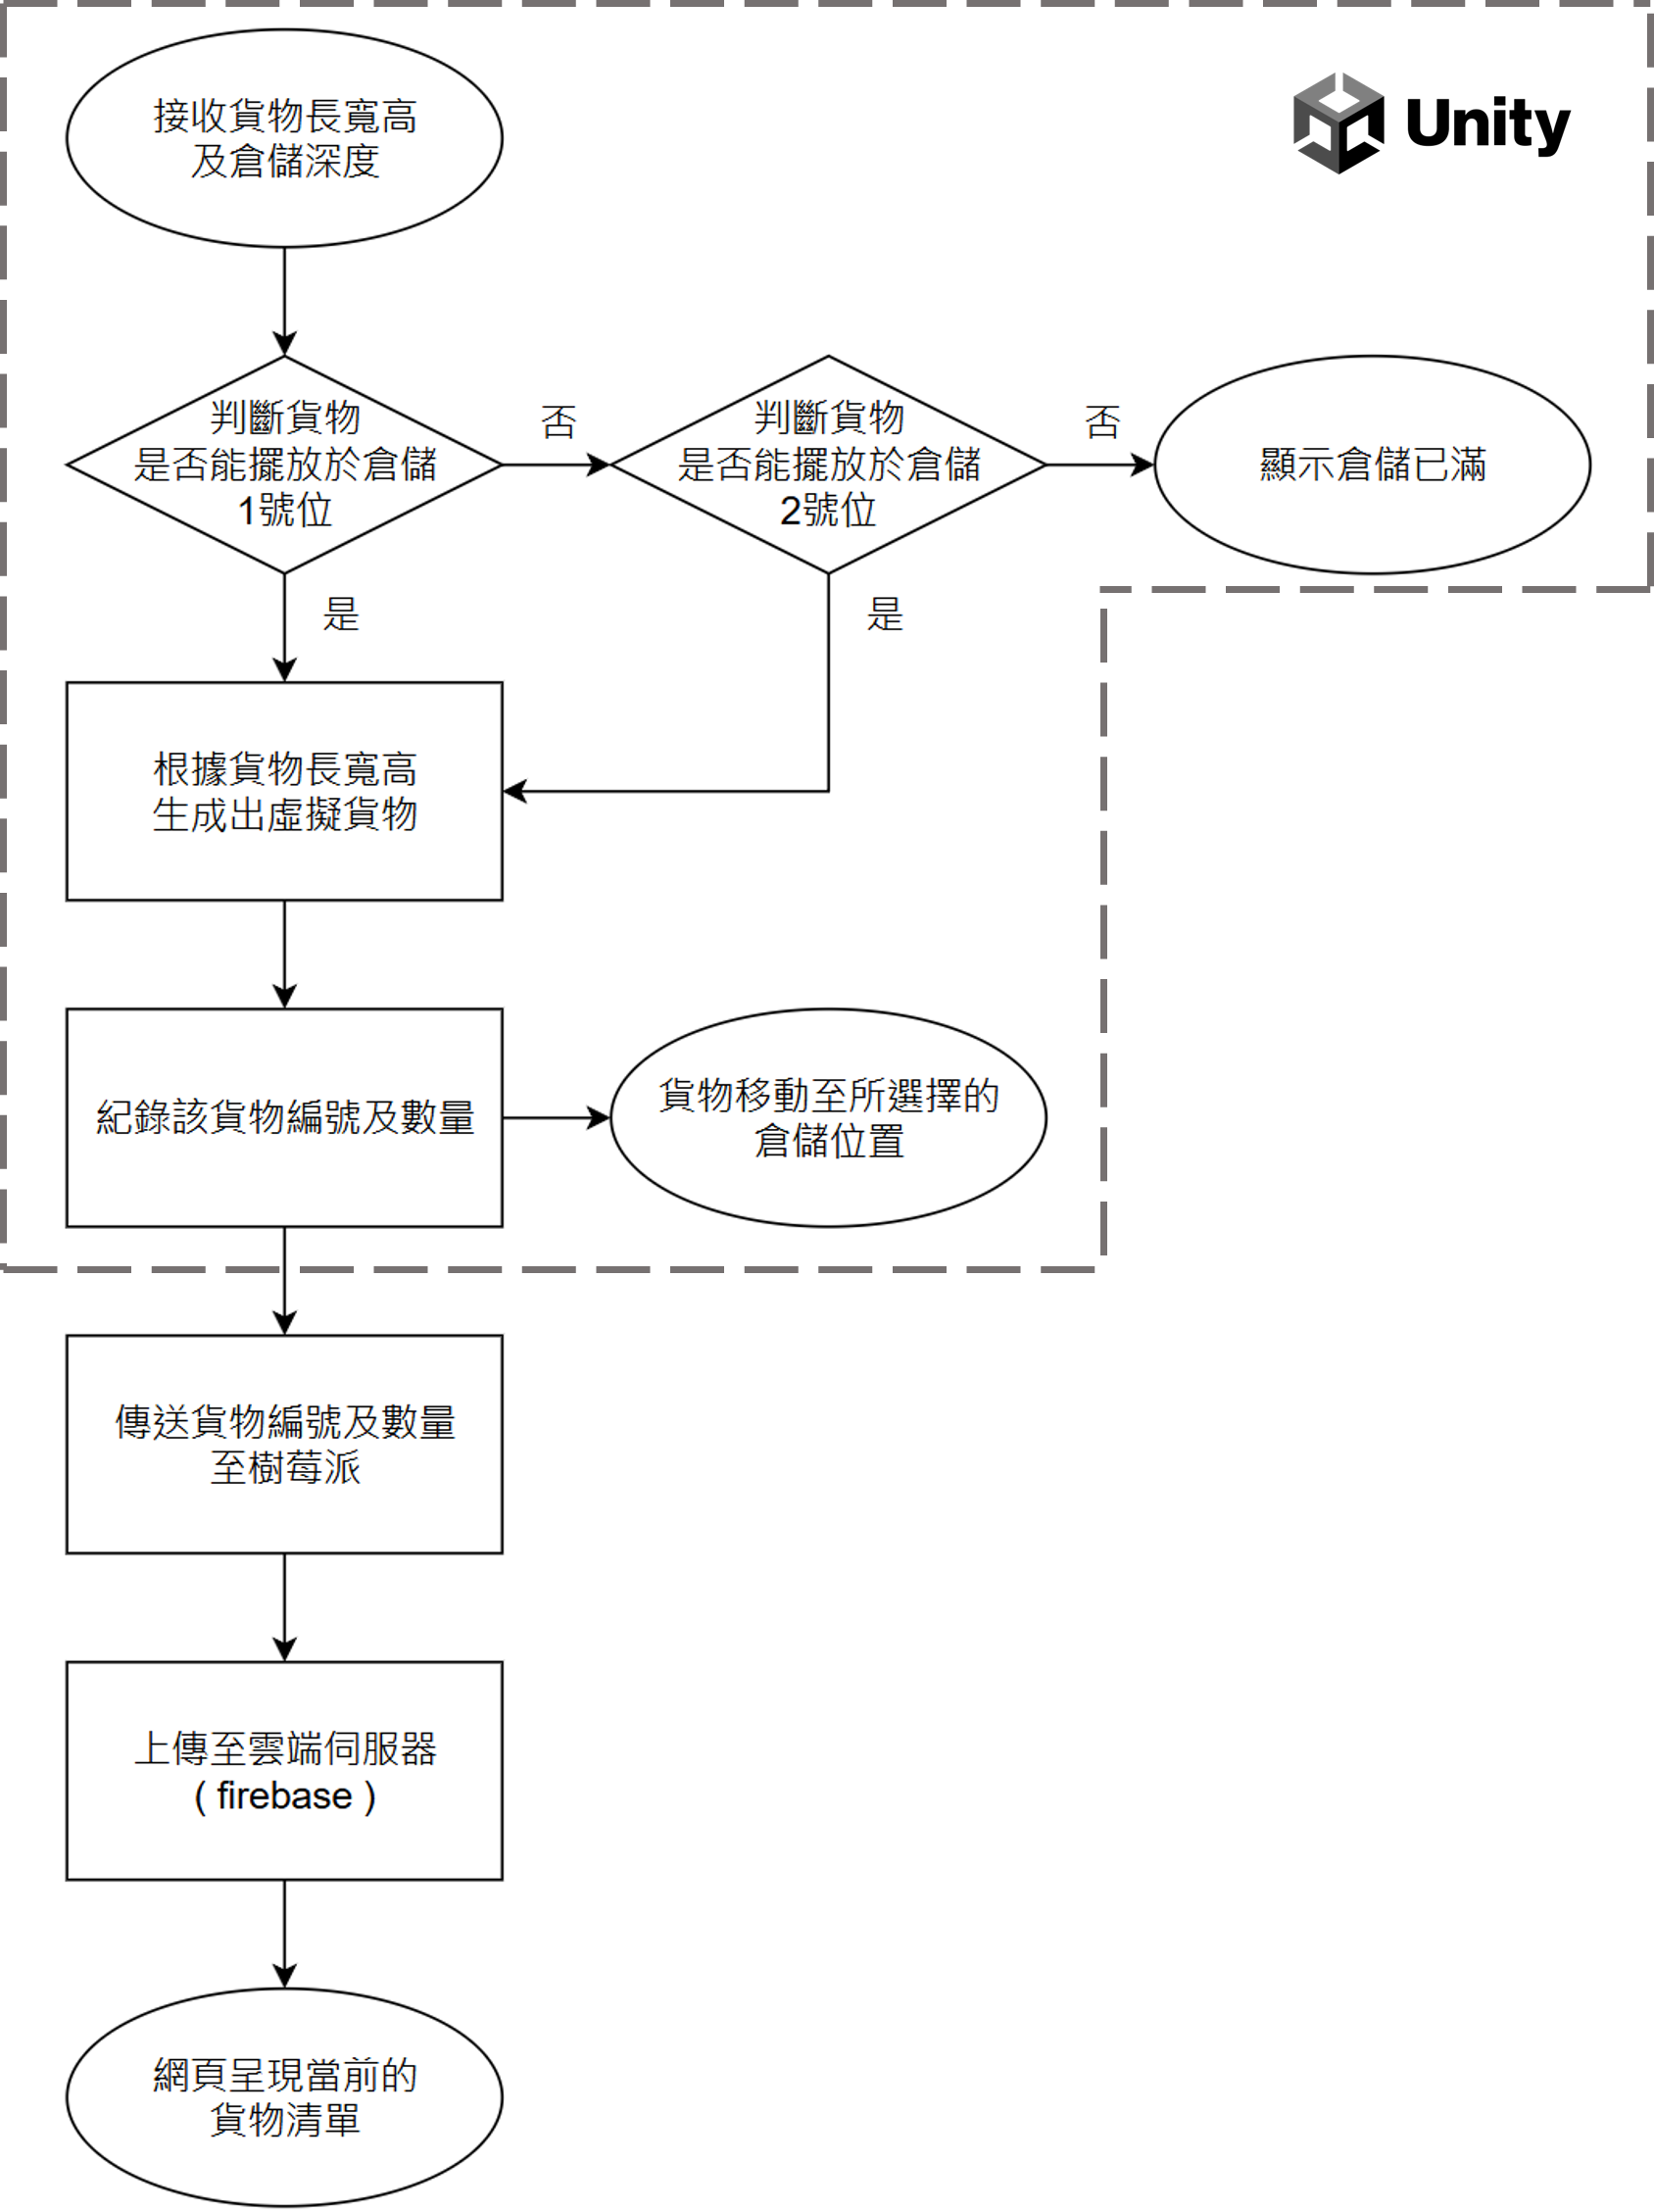 接收貨物長寬高
及倉儲深度
Unity
判斷貨物
是否能擺放於倉儲
1號位
否
判斷貨物
是否能擺放於倉儲
2號位
否
顯示倉儲已滿
是
是
根據貨物長寬高
生成出虛擬貨物
紀錄該貨物編號及數量
貨物移動至所選擇的
倉儲位置
傳送貨物編號及數量
至樹莓派
上傳至雲端伺服器
( firebase )
網頁呈現當前的
貨物清單